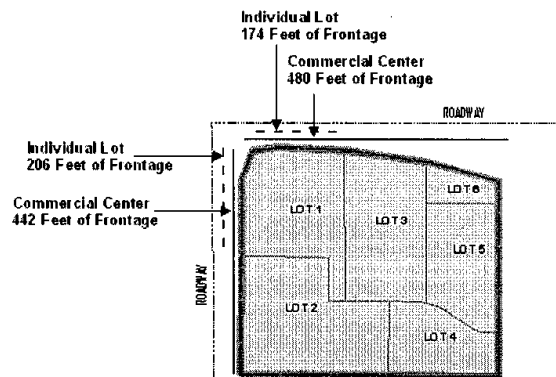 Individual Lot
174 Feet of Frontage
Commercial Center
480 Feet of Frontage
ROADWAY
Individual Lot
206 Feet of Frontage
Commercial Center
442 Feet of Frontage
ROADWAY
LOT 1
LOT 3
LOT 6
LOT 5
LOT 2
LOT 4